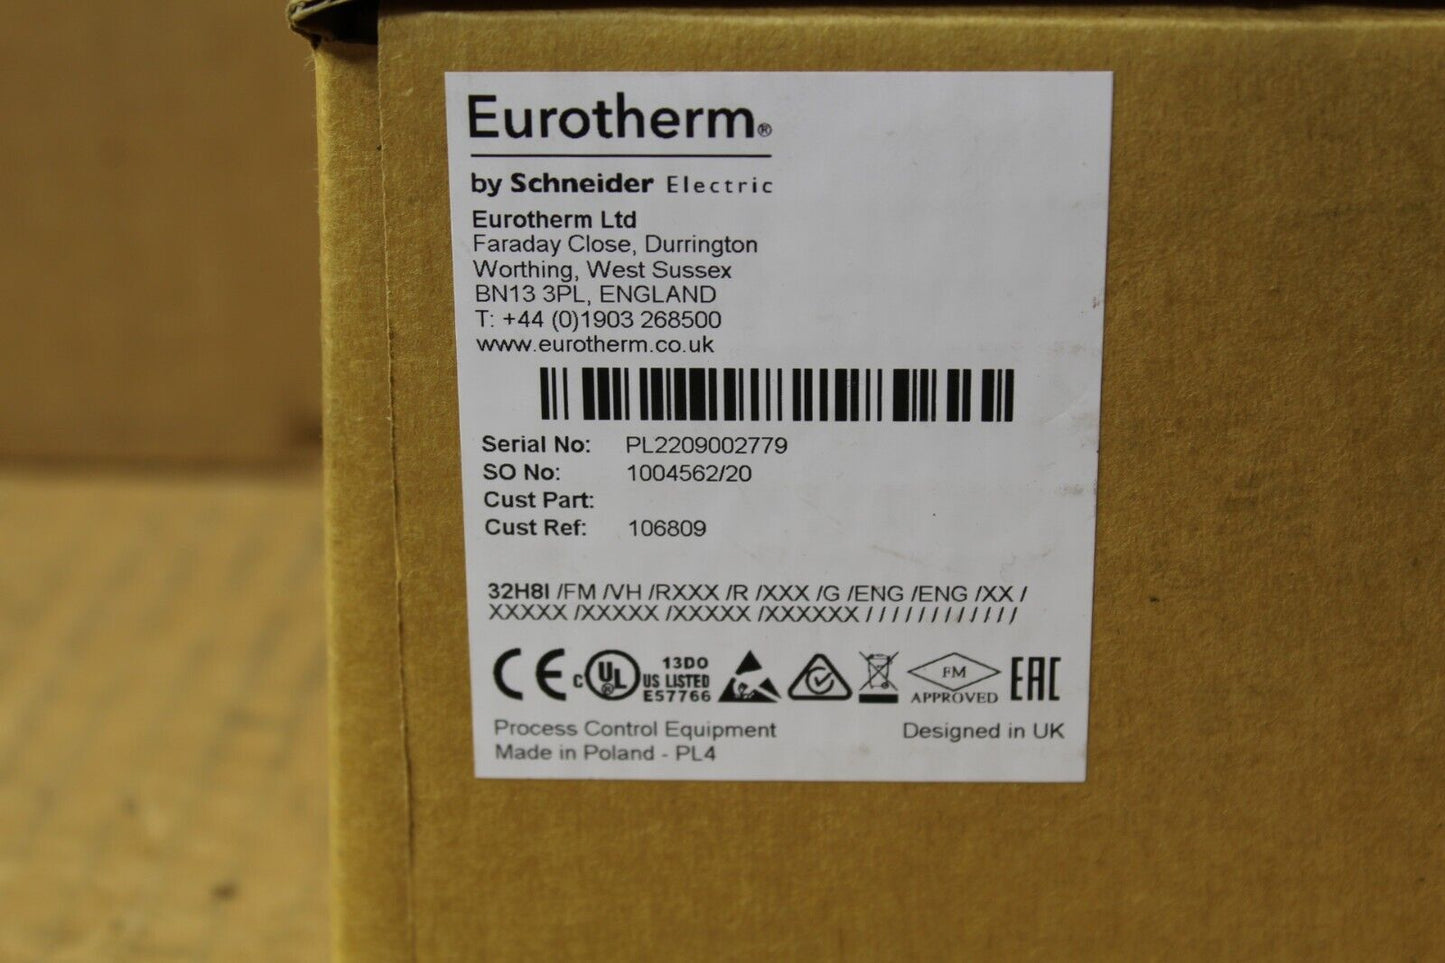 Eurotherm®
by Schneider Electric
Eurotherm Ltd
Faraday Close, Durrington
Worthing, West Sussex
BN13 3PL, ENGLAND
T: +44 (0)1903 268500
www.eurotherm.co.uk
Serial No: PL2209002779
SO No: 1004562/20
Cust Part:
Cust Ref: 106809
32H8I /FM /VH /RXXX /R /XXX /G /ENG /ENG /XX /
XXXXX /XXXXX /XXXXX /XXXXXX / / / / / / / / / / / /
CE C UL ® US LISTED 13DO E57766 FM APPROVED EAC
Process Control Equipment Designed in UK
Made in Poland - PL4